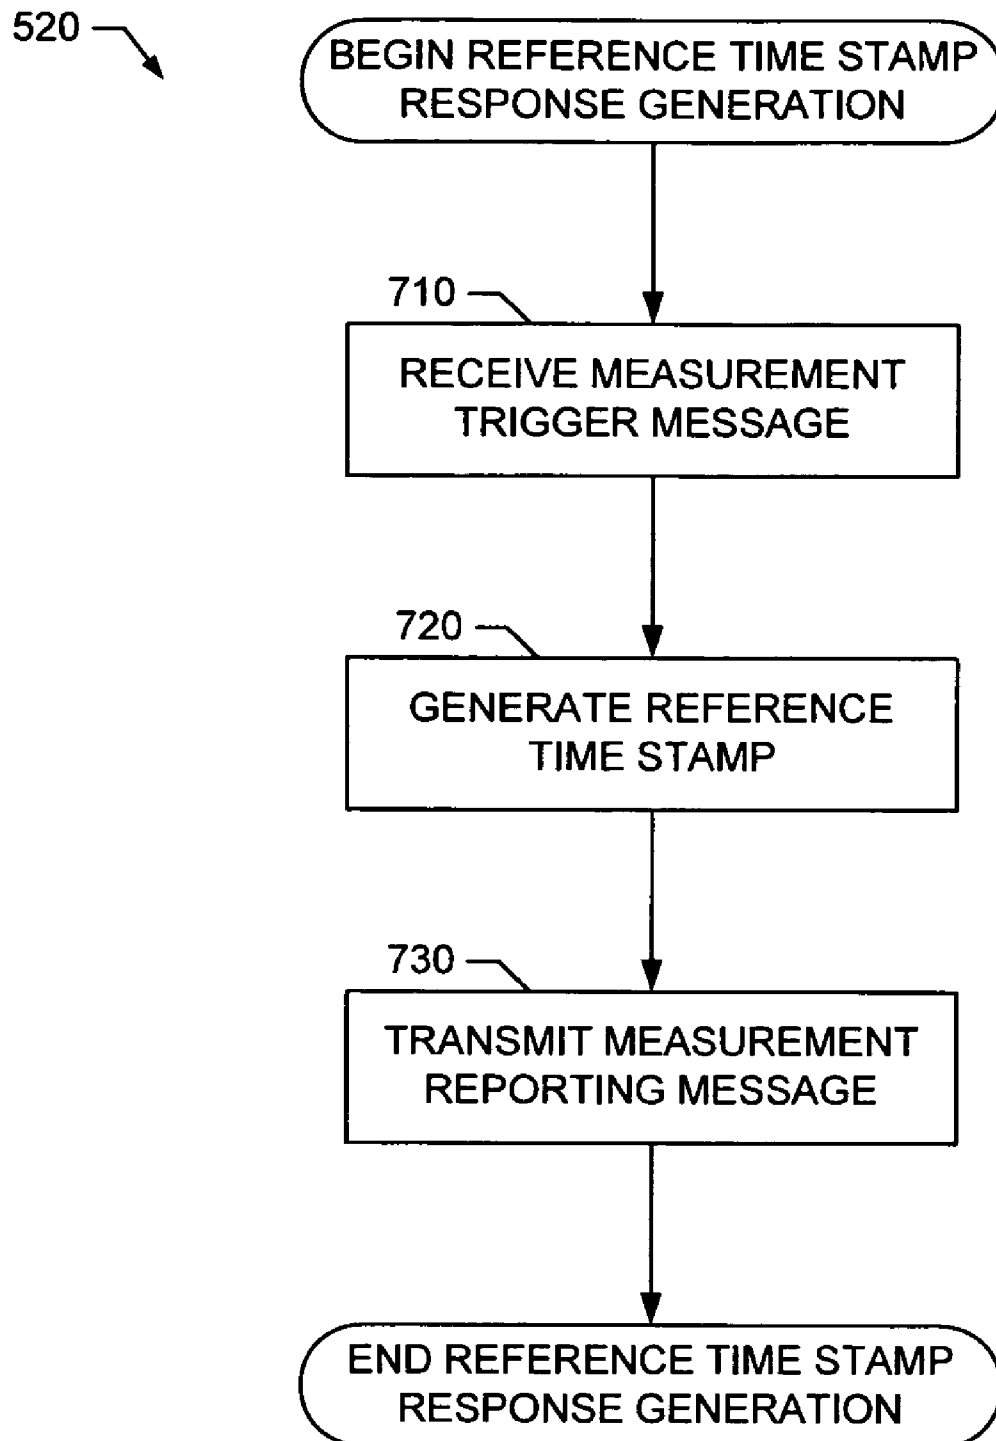 520
BEGIN REFERENCE TIME STAMP
RESPONSE GENERATION
710
RECEIVE MEASUREMENT
TRIGGER MESSAGE
720
GENERATE REFERENCE
TIME STAMP
730
TRANSMIT MEASUREMENT
REPORTING MESSAGE
END REFERENCE TIME STAMP
RESPONSE GENERATION